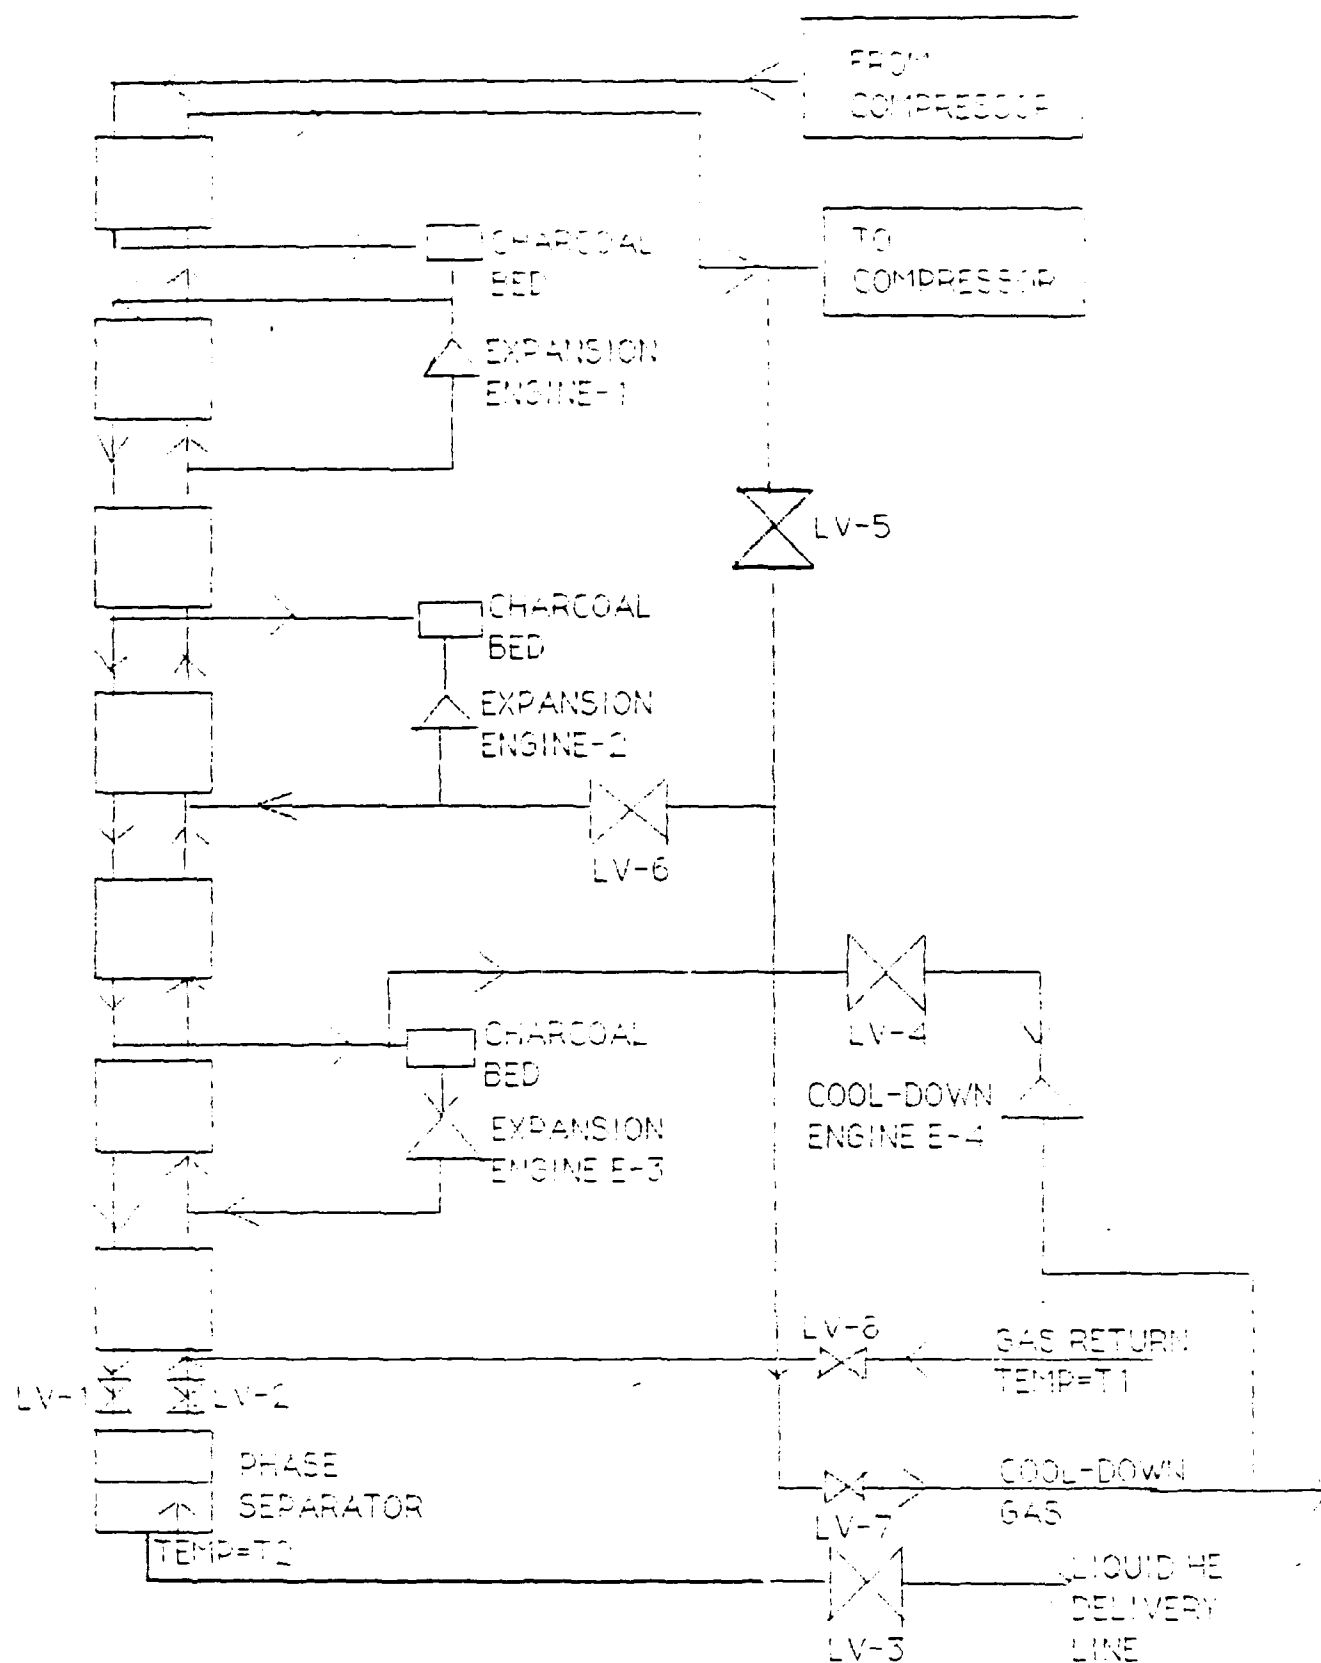 FROM
COMPRESSOR
TO
COMPRESSOR
CHARCOAL
BED
EXPANSION
ENGINE-1
LV-5
CHARCOAL
BED
EXPANSION
ENGINE-2
LV-6
LV-4
CHARCOAL
BED
COOL-DOWN
ENGINE E-4
EXPANSION
ENGINE E-3
LV-8
GAS RETURN
TEMP=T1
LV-1
LV-2
PHASE
SEPARATOR
COOL-DOWN
GAS
LV-7
TEMP=T2
LIQUID HE
DELIVERY
LINE
LV-3